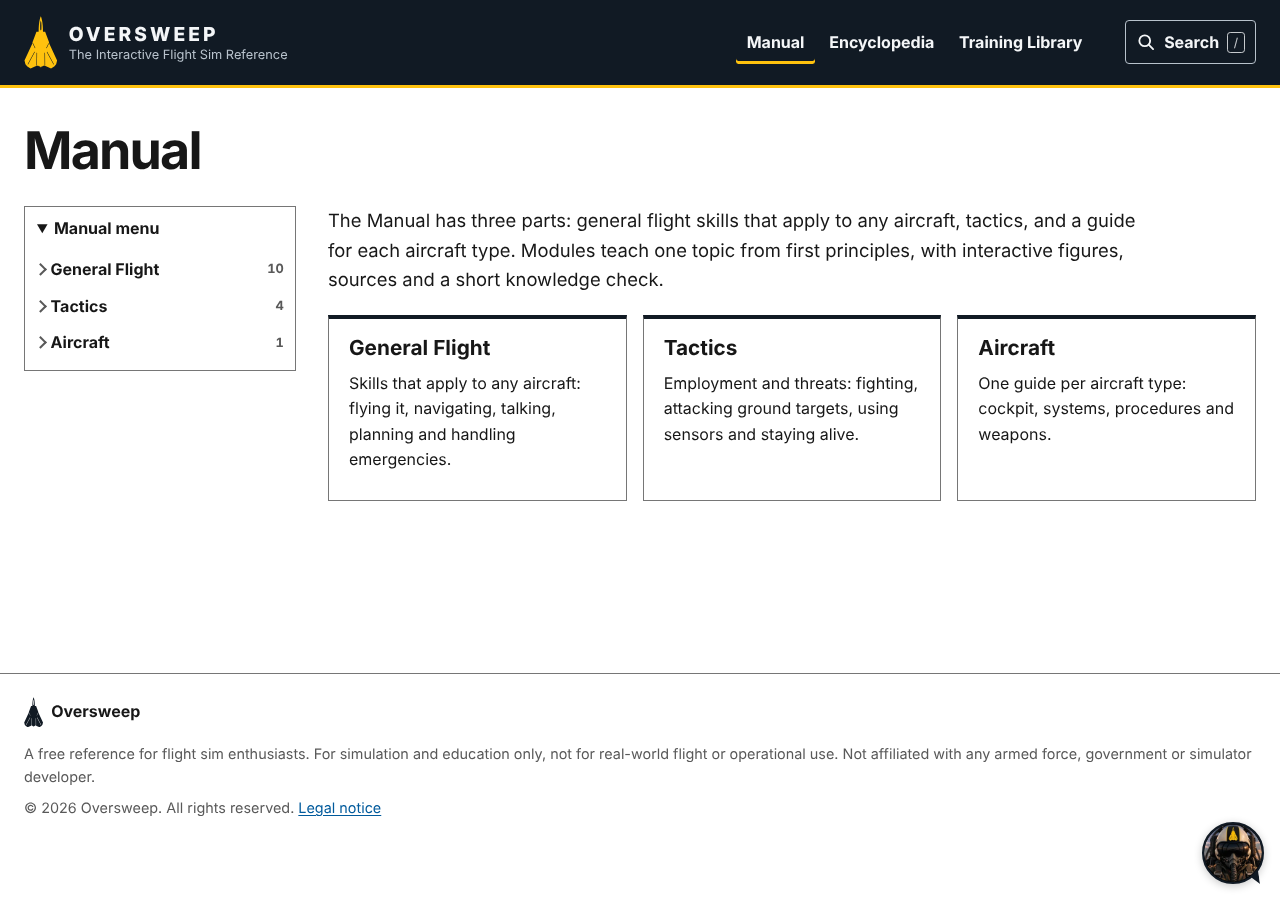 OVERSWEEP
The Interactive Flight Sim Reference
Manual
Encyclopedia
Training Library
Search /
Manual
Manual menu
General Flight 10
Tactics 4
Aircraft 1
The Manual has three parts: general flight skills that apply to any aircraft, tactics, and a guide
for each aircraft type. Modules teach one topic from first principles, with interactive figures,
sources and a short knowledge check.
General Flight
Skills that apply to any aircraft:
flying it, navigating, talking,
planning and handling
emergencies.
Tactics
Employment and threats: fighting,
attacking ground targets, using
sensors and staying alive.
Aircraft
One guide per aircraft type:
cockpit, systems, procedures and
weapons.
Oversweep
A free reference for flight sim enthusiasts. For simulation and education only, not for real-world flight or operational use. Not affiliated with any armed force, government or simulator
developer.
© 2026 Oversweep. All rights reserved. Legal notice